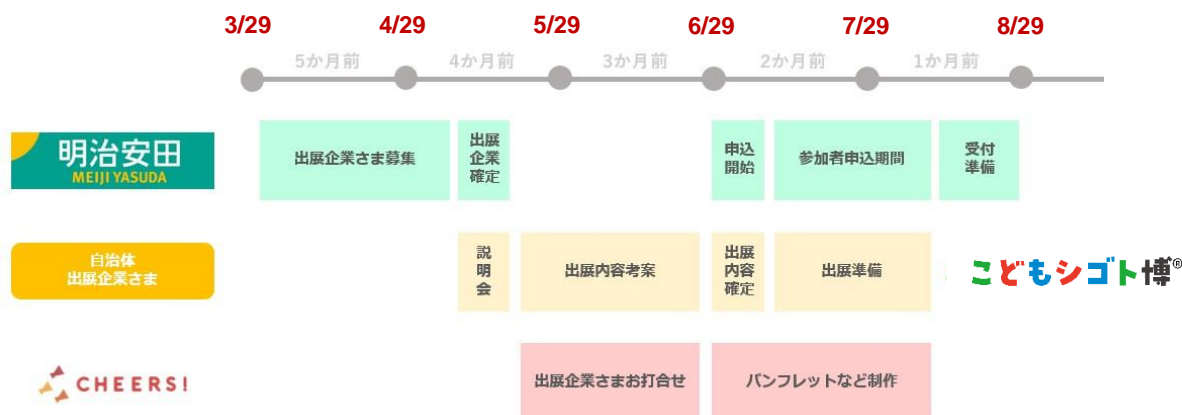 3/29 4/29 5/29 6/29 7/29 8/29
5か月前 4か月前 3か月前 2か月前 1か月前
明治安田
MEIJI YASUDA
出展企業さま募集
出展
企業
確定
申込
開始
参加者申込期間
受付
準備
自治体
出展企業さま
説
明
会
出展内容考案
出展
内容
確定
出展準備
こどもシゴト博®
CHEERS!
出展企業さまお打合せ
パンフレットなど制作